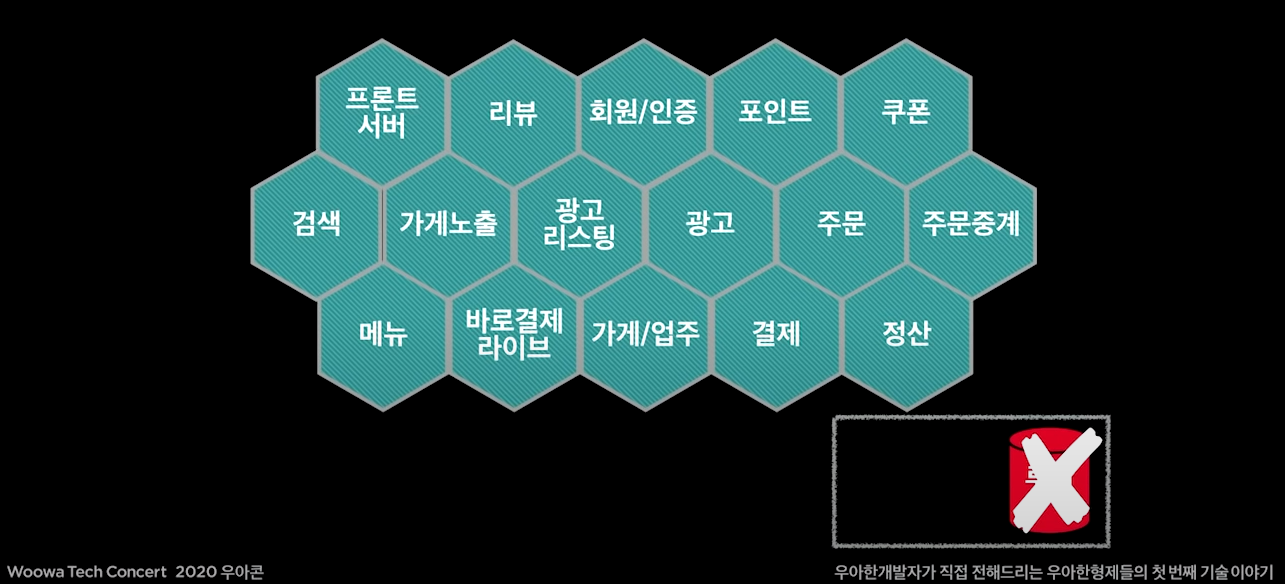 프론트
서버
리뷰
회원/인증
포인트
쿠폰
검색
가게노출
광고
리스팅
광고
주문
주문중계
메뉴
바로결제
라이브
가게/업주
결제
정산
Woowa Tech Concert 2020 우아콘
우아한개발자가 직접 전해드리는 우아한형제들의 첫 번째 기술 이야기